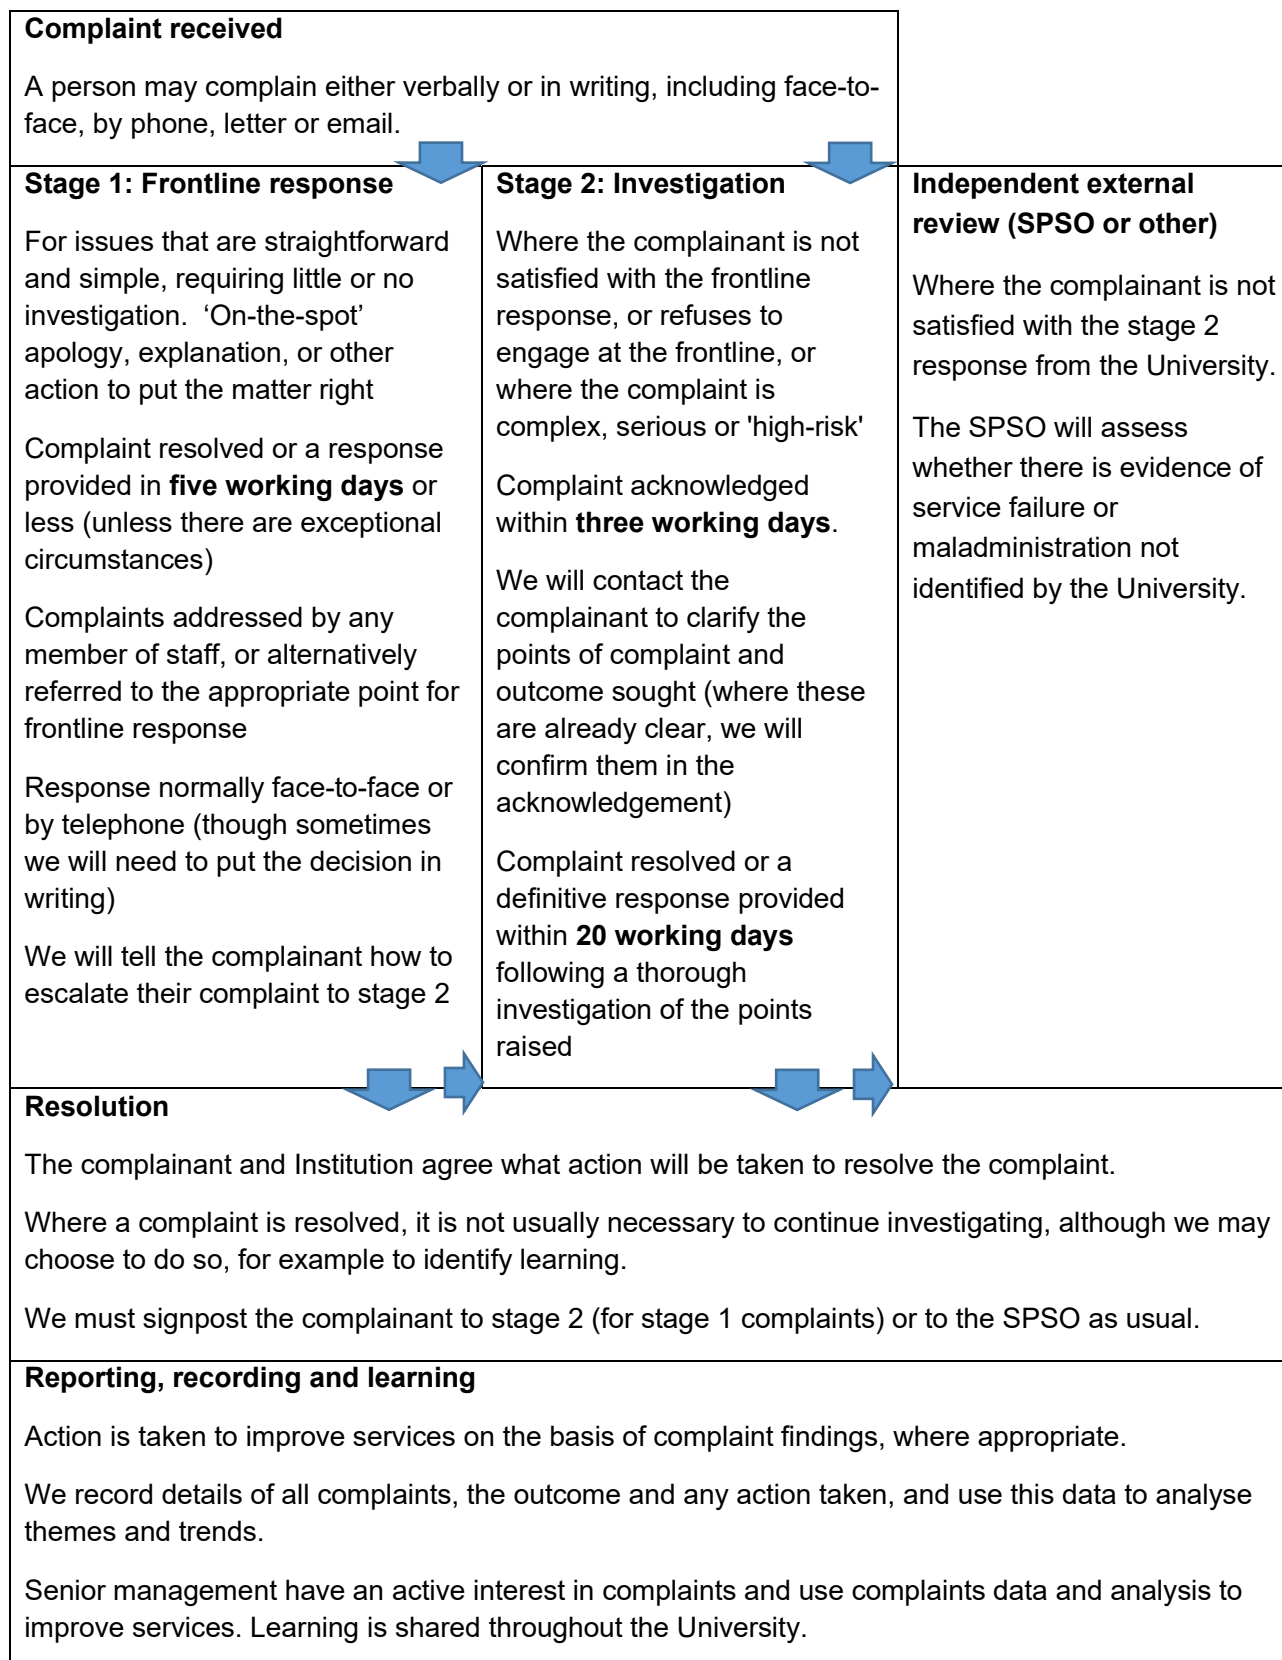 Complaint received
A person may complain either verbally or in writing, including face-to-
face, by phone, letter or email.
Stage 1: Frontline response
For issues that are straightforward
and simple, requiring little or no
investigation.  ‘On-the-spot’
apology, explanation, or other
action to put the matter right
Complaint resolved or a response
provided in five working days or
less (unless there are exceptional
circumstances)
Complaints addressed by any
member of staff, or alternatively
referred to the appropriate point for
frontline response
Response normally face-to-face or
by telephone (though sometimes
we will need to put the decision in
writing)
We will tell the complainant how to
escalate their complaint to stage 2
Stage 2: Investigation
Where the complainant is not
satisfied with the frontline
response, or refuses to
engage at the frontline, or
where the complaint is
complex, serious or 'high-risk'
Complaint acknowledged
within three working days.
We will contact the
complainant to clarify the
points of complaint and
outcome sought (where these
are already clear, we will
confirm them in the
acknowledgement)
Complaint resolved or a
definitive response provided
within 20 working days
following a thorough
investigation of the points
raised
Independent external
review (SPSO or other)
Where the complainant is not
satisfied with the stage 2
response from the University.
The SPSO will assess
whether there is evidence of
service failure or
maladministration not
identified by the University.
Resolution
The complainant and Institution agree what action will be taken to resolve the complaint.
Where a complaint is resolved, it is not usually necessary to continue investigating, although we may
choose to do so, for example to identify learning.
We must signpost the complainant to stage 2 (for stage 1 complaints) or to the SPSO as usual.
Reporting, recording and learning
Action is taken to improve services on the basis of complaint findings, where appropriate.
We record details of all complaints, the outcome and any action taken, and use this data to analyse
themes and trends.
Senior management have an active interest in complaints and use complaints data and analysis to
improve services. Learning is shared throughout the University.